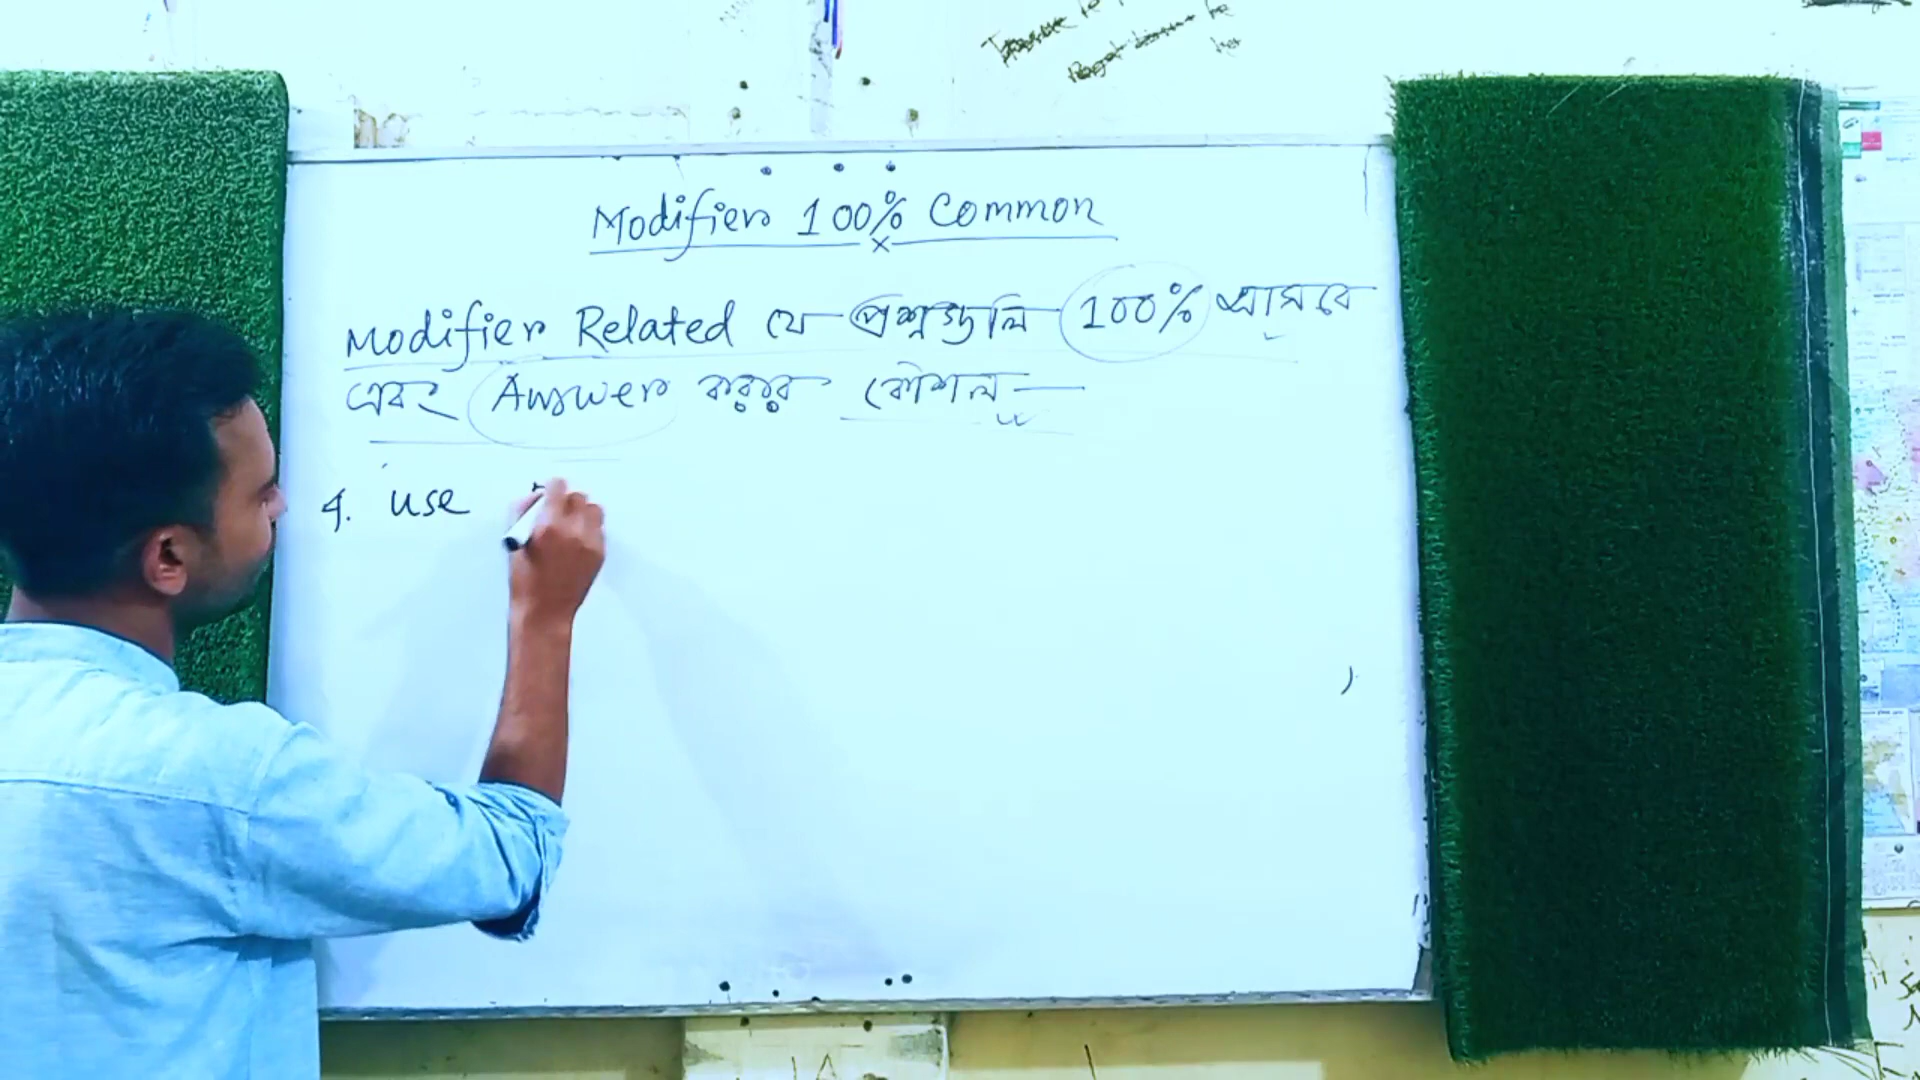 Modifier 100% Common
Modifier Related যে প্রশ্নগুলি 100% আসবে
এবং Answer করার কৌশল—
4. use